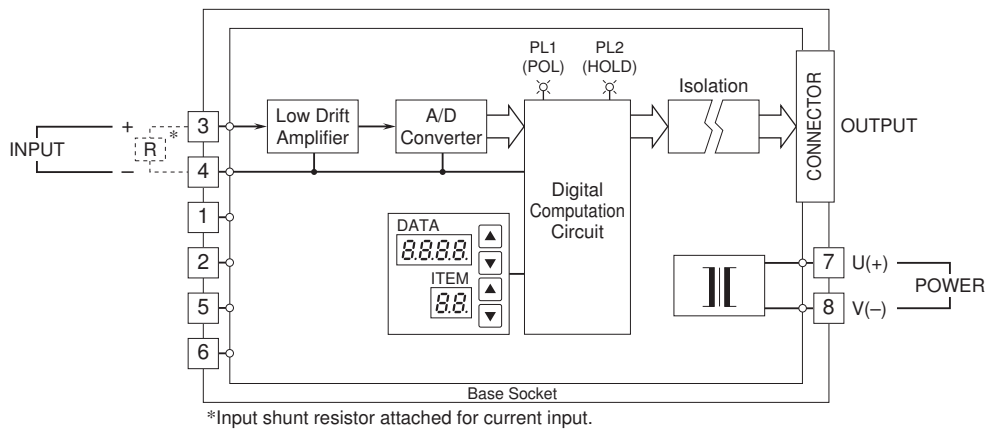 PL1
(POL)
PL2
(HOLD)
Isolation
CONNECTOR
OUTPUT
INPUT
+
R
*
–
3
4
1
2
5
6
Low Drift
Amplifier
A/D
Converter
Digital
Computation
Circuit
DATA
8.8.8.8.
ITEM
8.8.
7
U(+)
8
V(–)
POWER
Base Socket
*Input shunt resistor attached for current input.